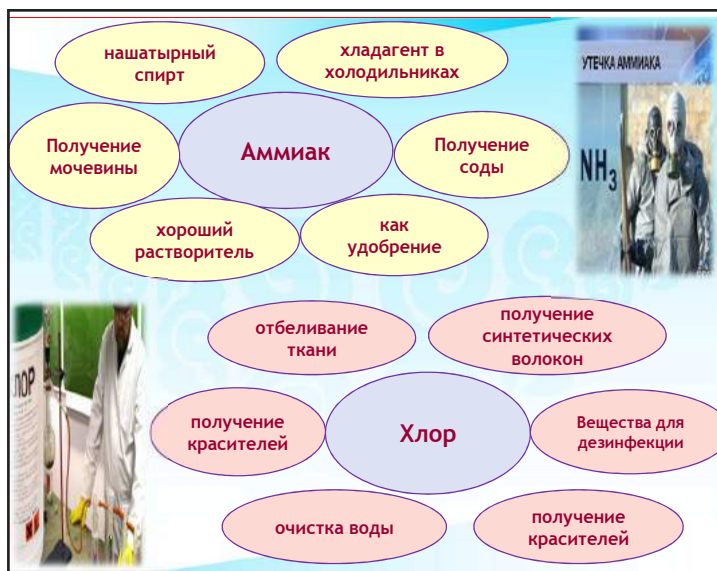 нашатырный
спирт
хладагент в
холодильниках
УТЕЧКА АММИАКА
Получение
мочевины
Аммиак
Получение
соды
NH3
хороший
растворитель
как
удобрение
отбеливание
ткани
получение
синтетических
волокон
ЛОР
получение
красителей
Хлор
Вещества для
дезинфекции
очистка воды
получение
красителей